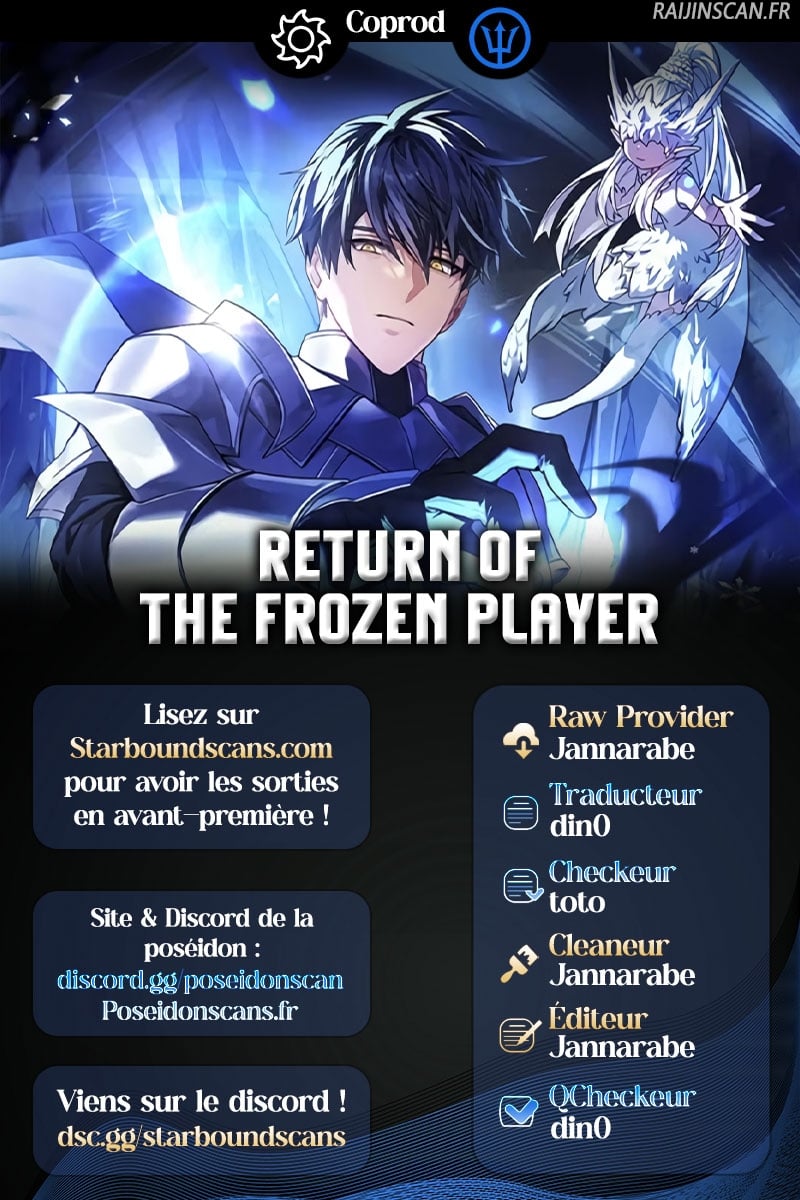 RAIJINSCAN.FR
Coprod
RETURN OF
THE FROZEN PLAYER
Lisez sur
Starboundscans.com
pour avoir les sorties
en avant-première !
Site & Discord de la
poséidon :
discord.gg/poseidonscan
Poseidonscans.fr
Viens sur le discord !
dsc.gg/starboundscans
Raw Provider
Jannarabe
Traducteur
din0
Checkeur
toto
Cleaneur
Jannarabe
Éditeur
Jannarabe
QCheckeur
din0